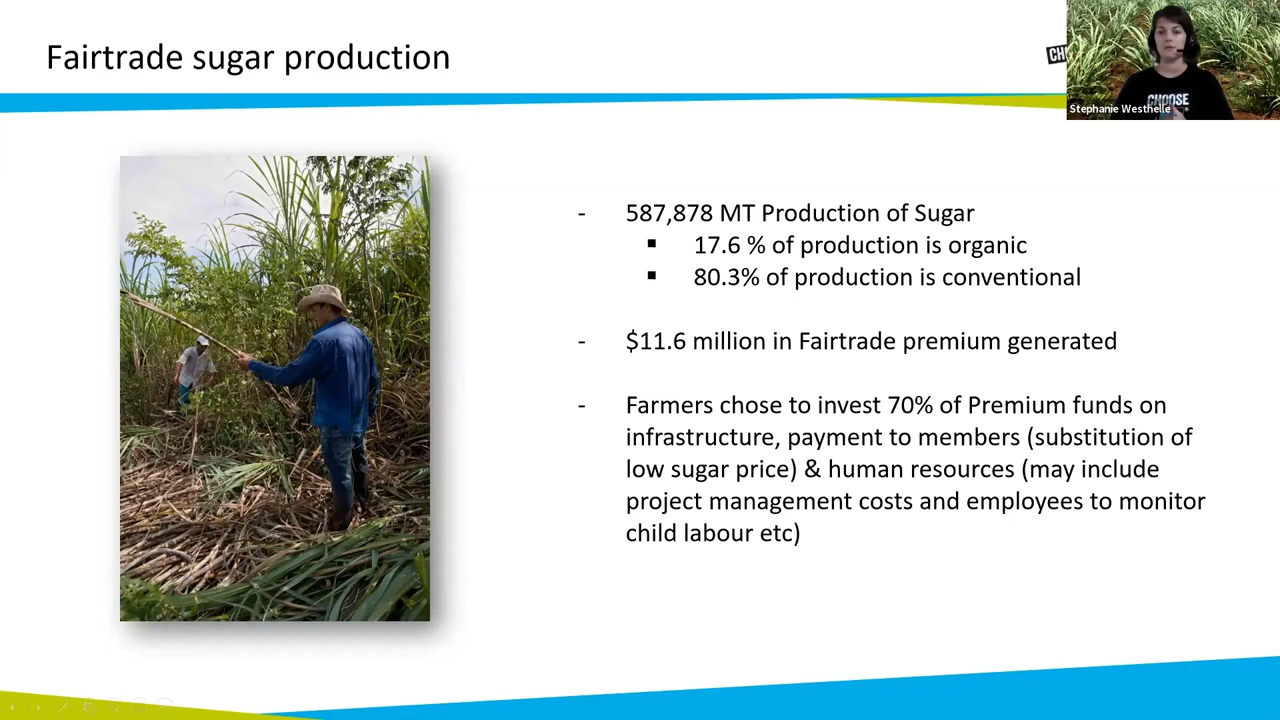 Fairtrade sugar production
Stephanie Westhelle
CHOOSE
- 587,878 MT Production of Sugar
▪ 17.6 % of production is organic
▪ 80.3% of production is conventional
- $11.6 million in Fairtrade premium generated
- Farmers chose to invest 70% of Premium funds on
infrastructure, payment to members (substitution of
low sugar price) & human resources (may include
project management costs and employees to monitor
child labour etc)